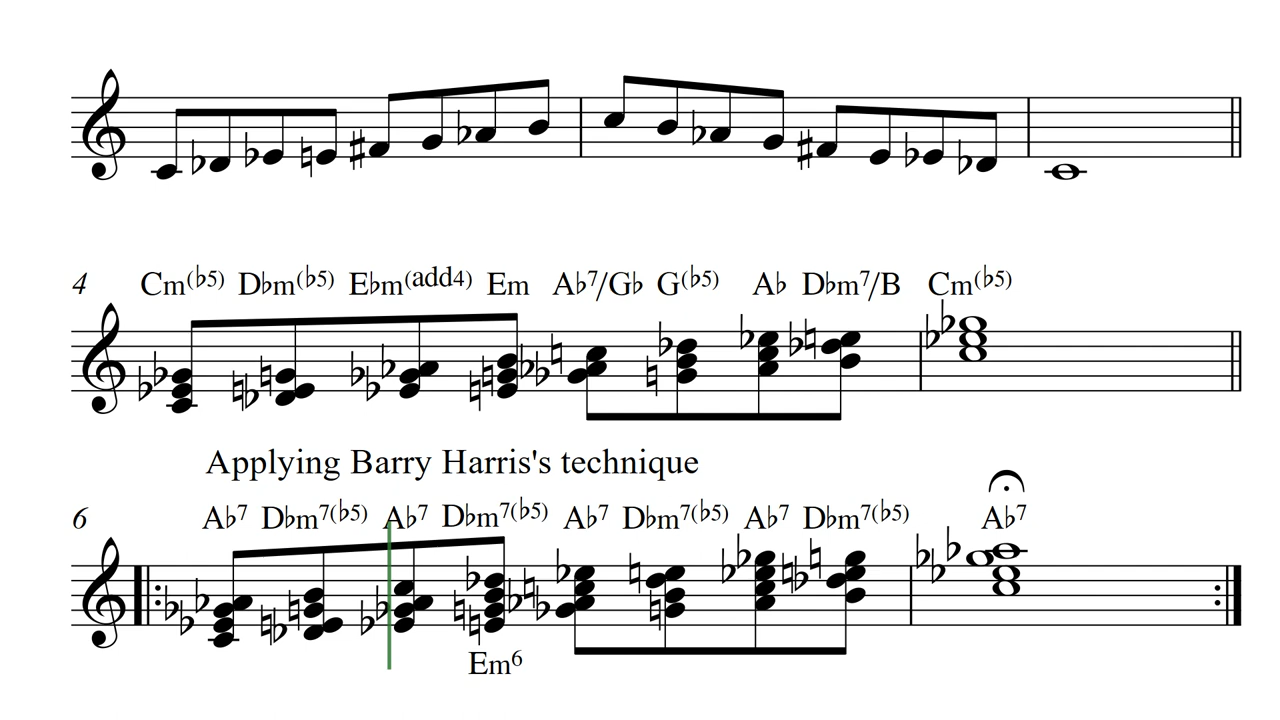 4 Cm(♭5) D♭m(♭5) E♭m(add4) Em A♭7/G♭ G(♭5) A♭ D♭m7/B Cm(♭5)
Applying Barry Harris's technique
6 A♭7 D♭m7(♭5) A♭7 D♭m7(♭5) A♭7 D♭m7(♭5) A♭7 D♭m7(♭5) A♭7
Em6